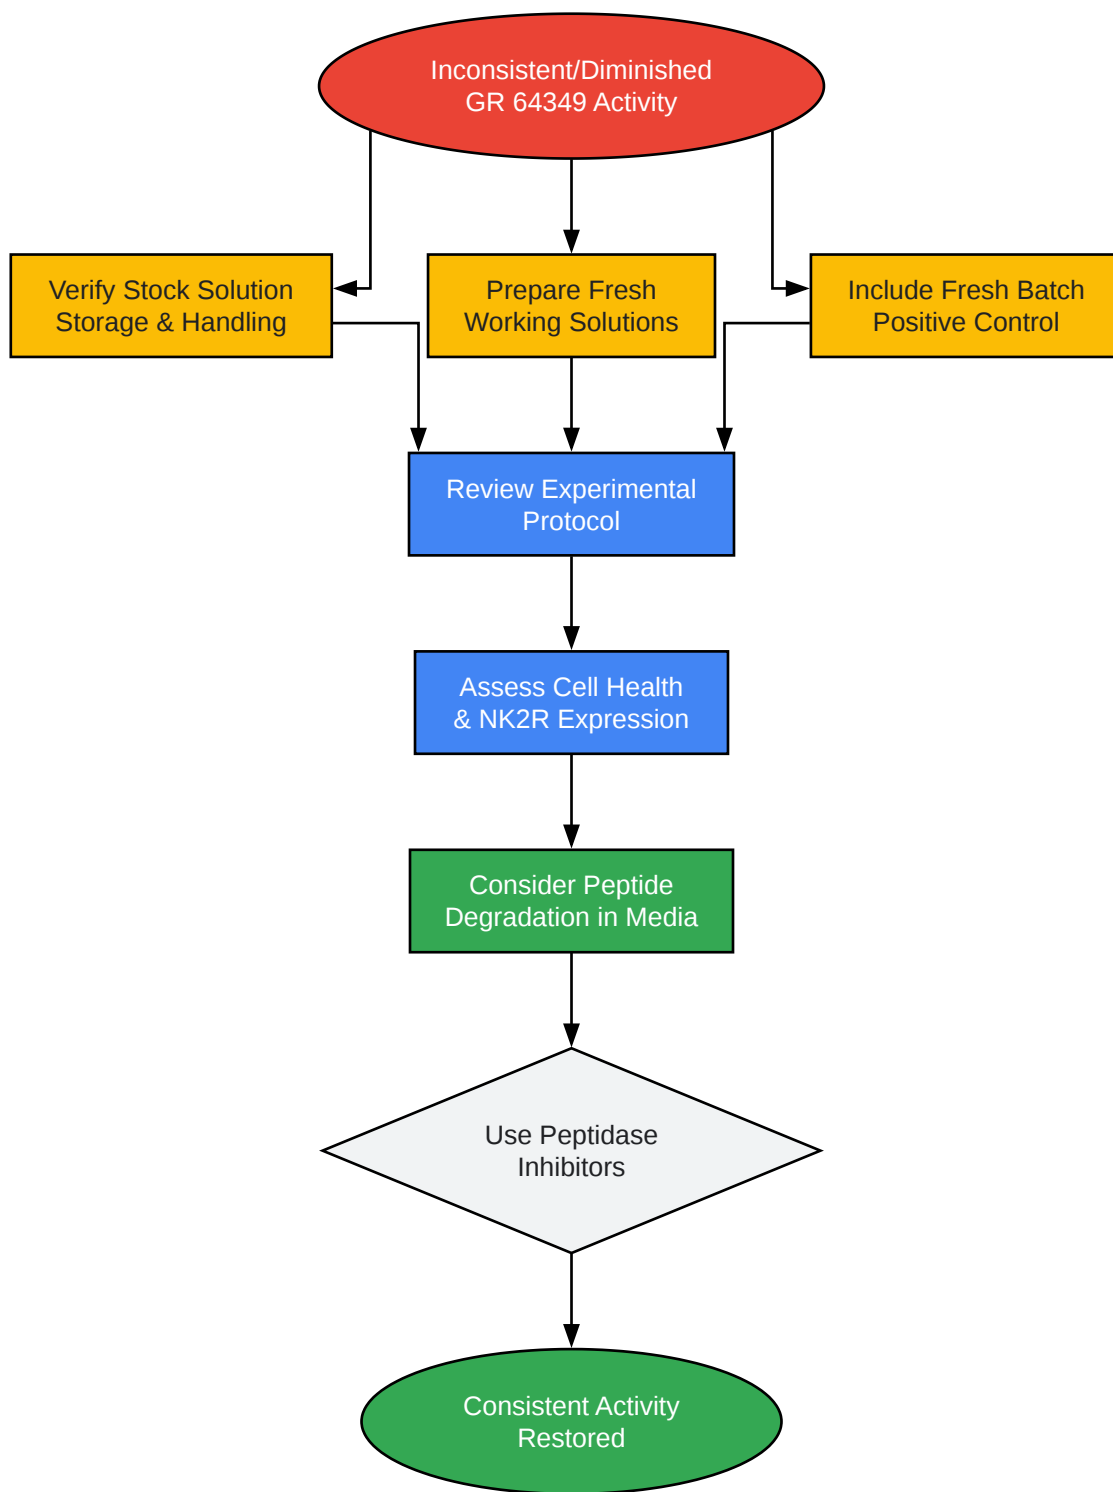 Inconsistent/Diminished
GR 64349 Activity
Verify Stock Solution
Storage & Handling
Prepare Fresh
Working Solutions
Include Fresh Batch
Positive Control
Review Experimental
Protocol
Assess Cell Health
& NK2R Expression
Consider Peptide
Degradation in Media
Use Peptidase
Inhibitors
Consistent Activity
Restored